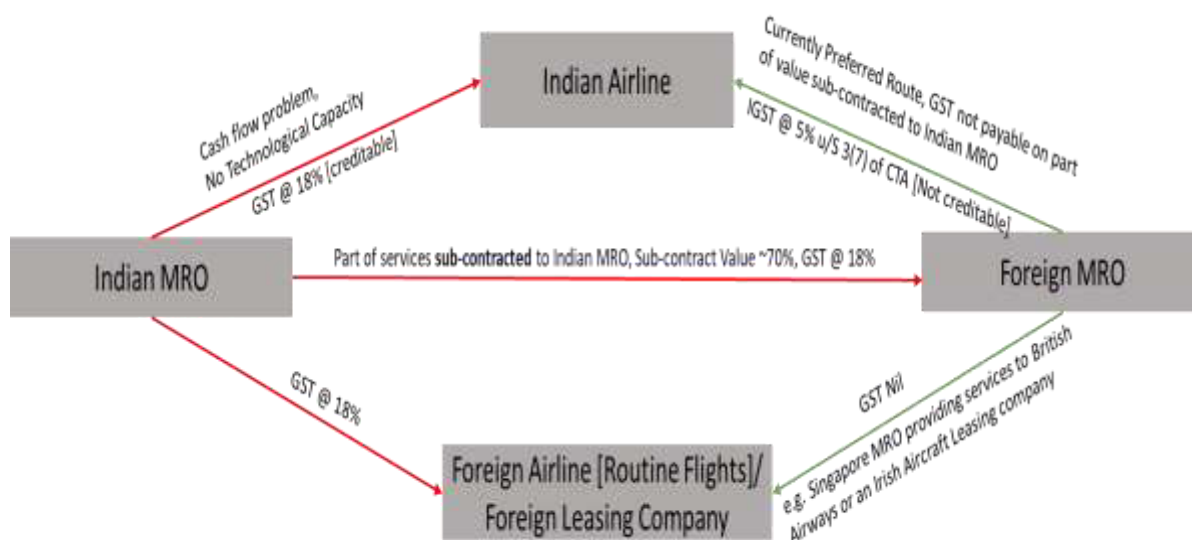 Indian Airline
Cash flow problem,
No Technological Capacity
GST @ 18% [creditable]
Currently Preferred Route, GST not payable on part
of value sub-contracted to Indian MRO
IGST @ 5% u/S 3(7) of CTA [Not creditable]
Indian MRO
Part of services sub-contracted to Indian MRO, Sub-contract Value ~70%, GST @ 18%
Foreign MRO
GST @ 18%
GST Nil
e.g. Singapore MRO providing services to British
Airways or an Irish Aircraft Leasing company
Foreign Airline [Routine Flights]/
Foreign Leasing Company